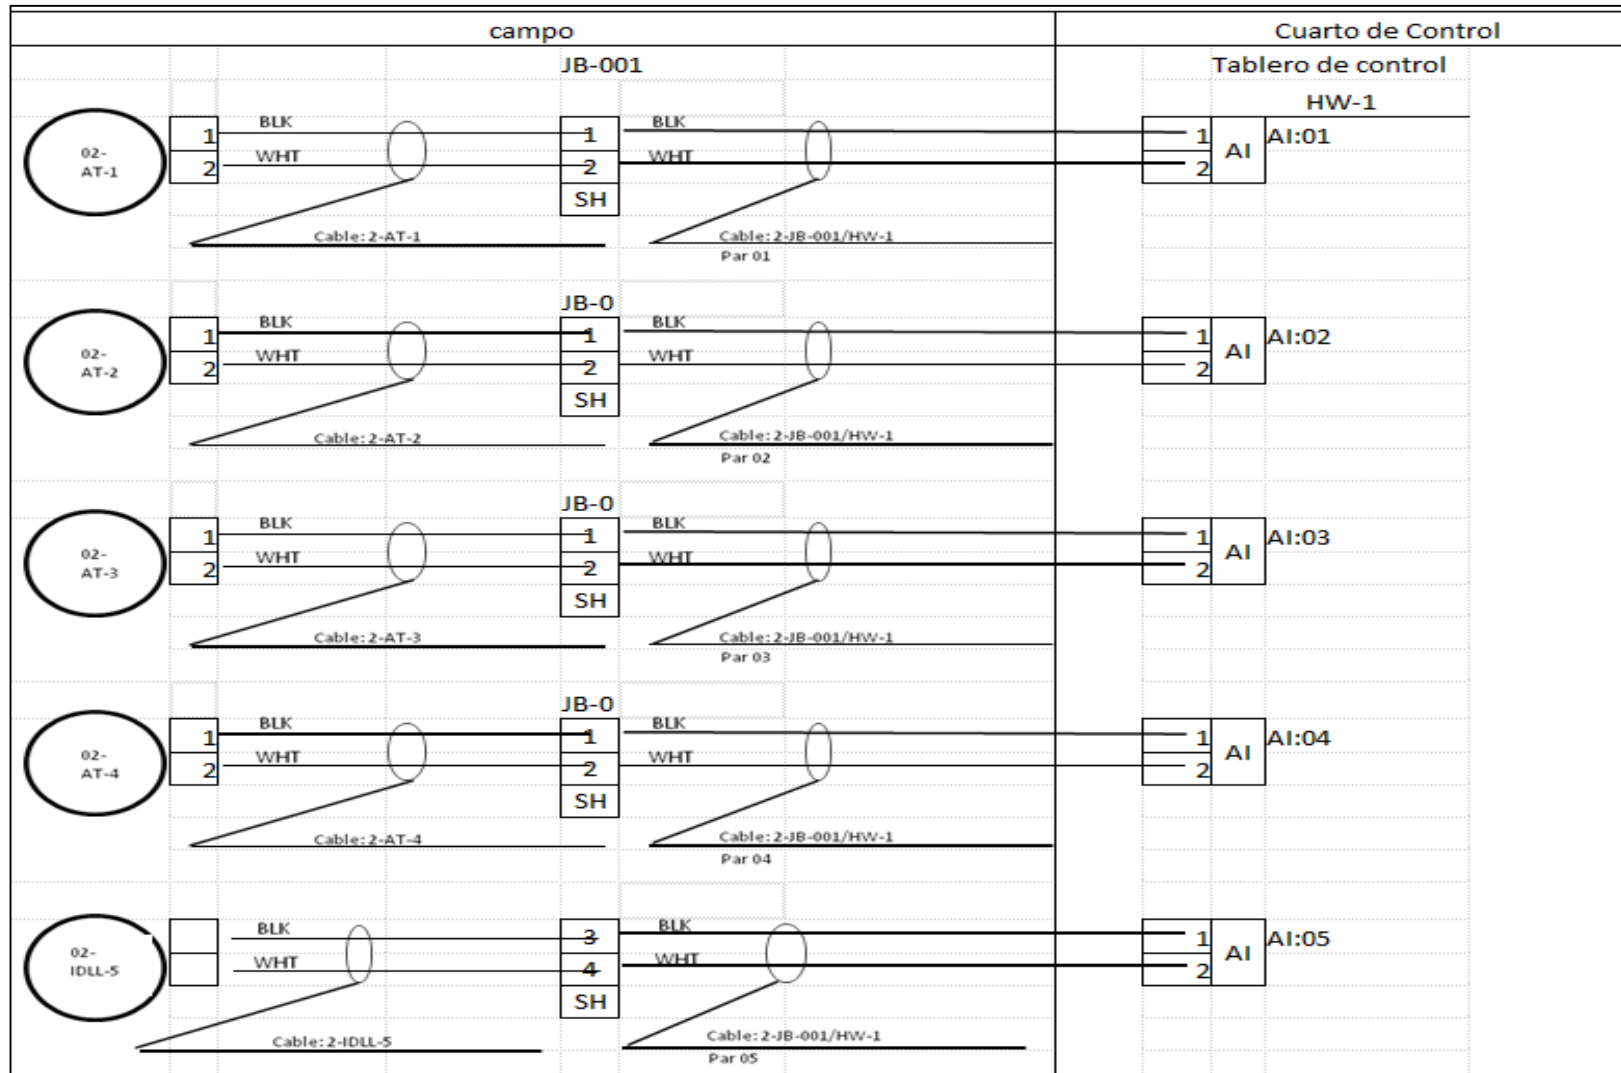 campo Cuarto de Control
JB-001 Tablero de control
HW-1
BLK BLK
1 1 1 AI:01
02- AI
AT-1
WHT WHT
2 2 2
SH
Cable: 2-AT-1 Cable: 2-JB-001/HW-1
Par 01
JB-0
BLK BLK
1 1 1 AI:02
02- AI
AT-2
WHT WHT
2 2 2
SH
Cable: 2-AT-2 Cable: 2-JB-001/HW-1
Par 02
JB-0
BLK BLK
1 1 1 AI:03
02- AI
AT-3
WHT WHT
2 2 2
SH
Cable: 2-AT-3 Cable: 2-JB-001/HW-1
Par 03
JB-0
BLK BLK
1 1 1 AI:04
02- AI
AT-4
WHT WHT
2 2 2
SH
Cable: 2-AT-4 Cable: 2-JB-001/HW-1
Par 04
BLK BLK
3 1 AI:05
02- AI
IDLL-5
WHT WHT
4 2
SH
Cable: 2-IDLL-5 Cable: 2-JB-001/HW-1
Par 05